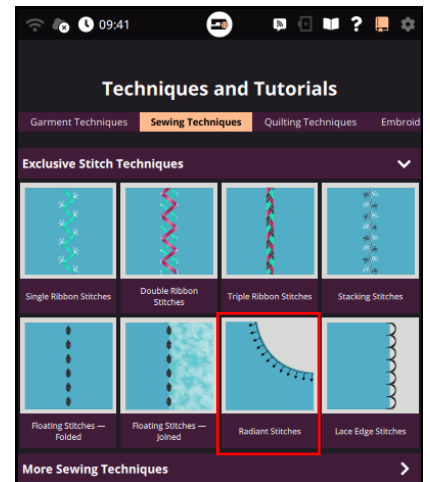 09:41
?
Techniques and Tutorials
Garment Techniques Sewing Techniques Quilting Techniques Embroid
Exclusive Stitch Techniques
Single Ribbon Stitches
Double Ribbon
Stitches
Triple Ribbon Stitches
Stacking Stitches
Floating Stitches —
Folded
Floating Stitches —
Joined
Radiant Stitches
Lace Edge Stitches
More Sewing Techniques